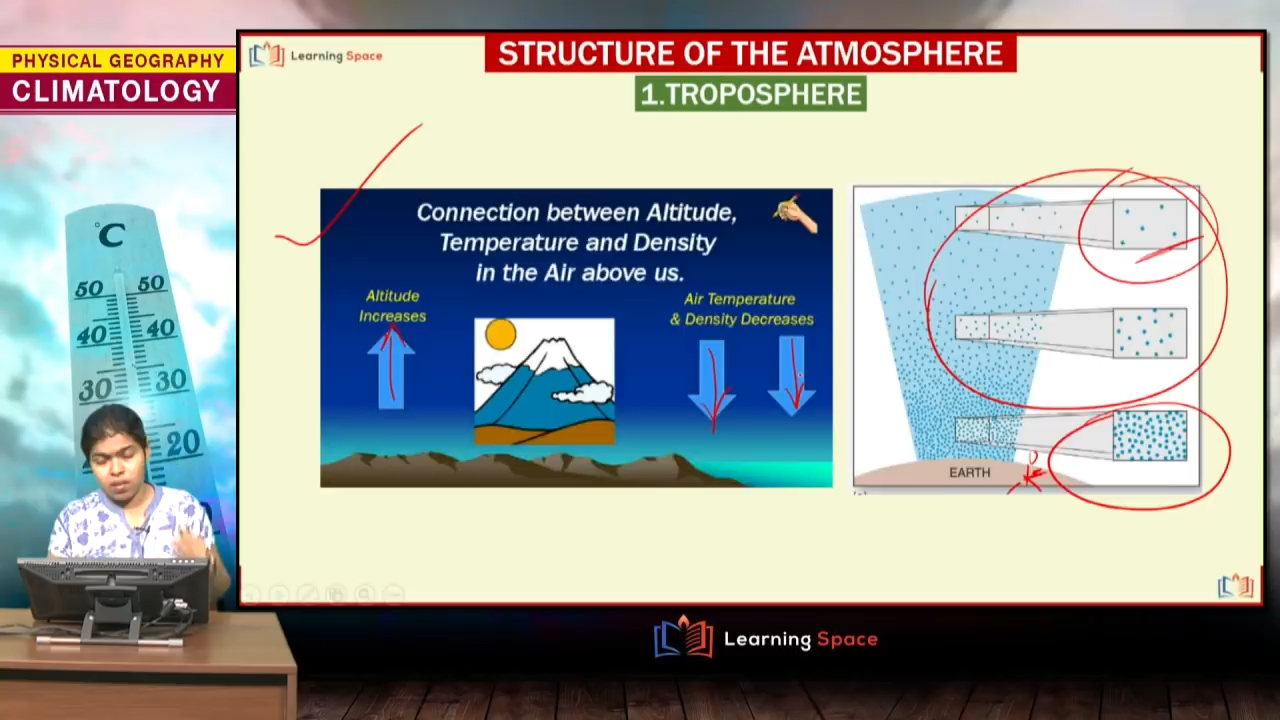 PHYSICAL GEOGRAPHY
CLIMATOLOGY
Learning Space
STRUCTURE OF THE ATMOSPHERE
1.TROPOSPHERE
Connection between Altitude,
Temperature and Density
in the Air above us.
Altitude
Increases
Air Temperature
& Density Decreases
EARTH
°C
50 50
40 40
30 30
20
Learning Space